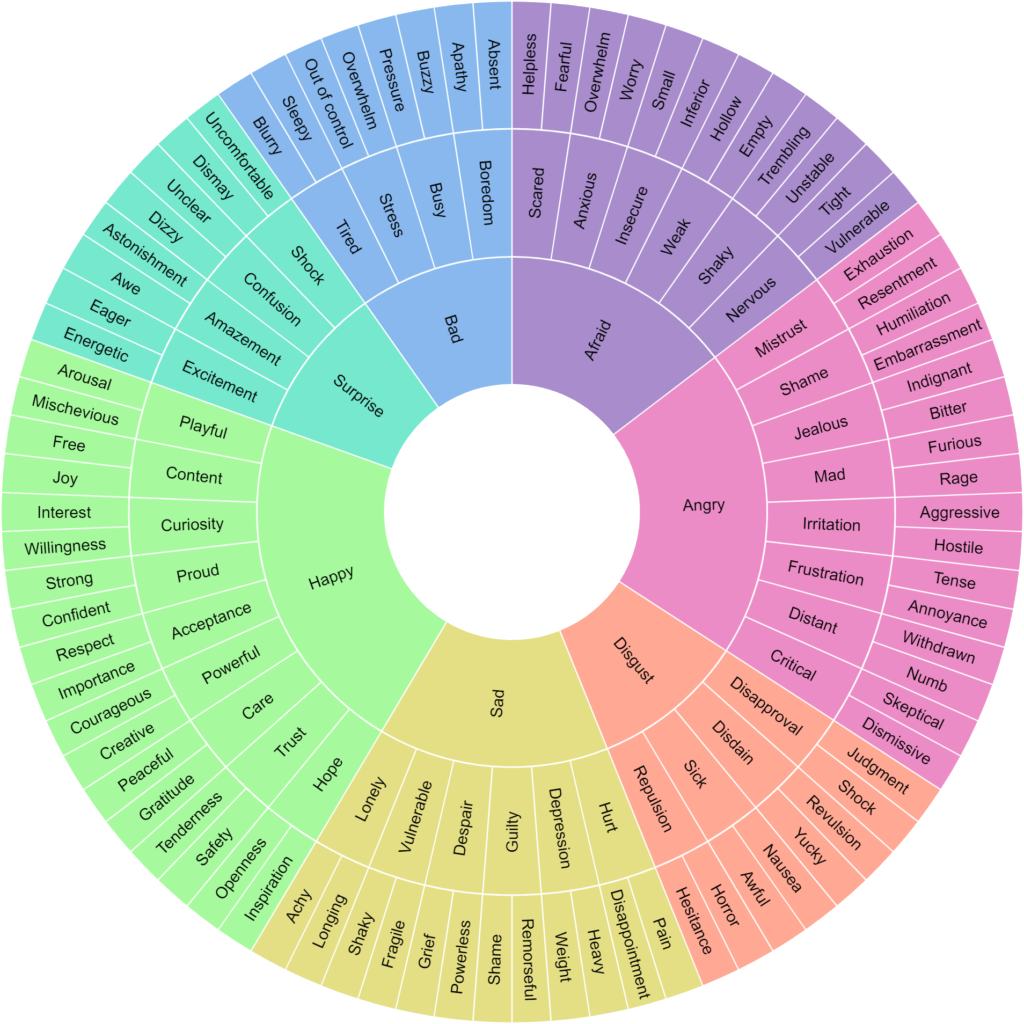 Afraid
Scared
Helpless
Fearful
Anxious
Overwhelm
Worry
Insecure
Small
Inferior
Weak
Hollow
Empty
Shaky
Trembling
Unstable
Nervous
Tight
Vulnerable
Angry
Mistrust
Exhaustion
Resentment
Shame
Humiliation
Embarrassment
Jealous
Indignant
Bitter
Mad
Furious
Rage
Irritation
Aggressive
Hostile
Frustration
Tense
Annoyance
Distant
Withdrawn
Numb
Critical
Skeptical
Dismissive
Disgust
Disapproval
Judgment
Shock
Disdain
Revulsion
Yucky
Sick
Nausea
Awful
Repulsion
Horror
Hesitance
Sad
Hurt
Pain
Disappointment
Depression
Heavy
Weight
Guilty
Remorseful
Shame
Despair
Powerless
Grief
Vulnerable
Fragile
Shaky
Lonely
Longing
Achy
Happy
Hope
Inspiration
Openness
Trust
Safety
Tenderness
Care
Gratitude
Peaceful
Powerful
Creative
Courageous
Acceptance
Importance
Respect
Proud
Confident
Strong
Curiosity
Willingness
Interest
Content
Joy
Free
Playful
Mischevious
Arousal
Surprise
Excitement
Energetic
Eager
Amazement
Awe
Astonishment
Confusion
Dizzy
Unclear
Shock
Dismay
Uncomfortable
Bad
Tired
Blurry
Sleepy
Stress
Out of control
Overwhelm
Busy
Pressure
Buzzy
Boredom
Apathy
Absent